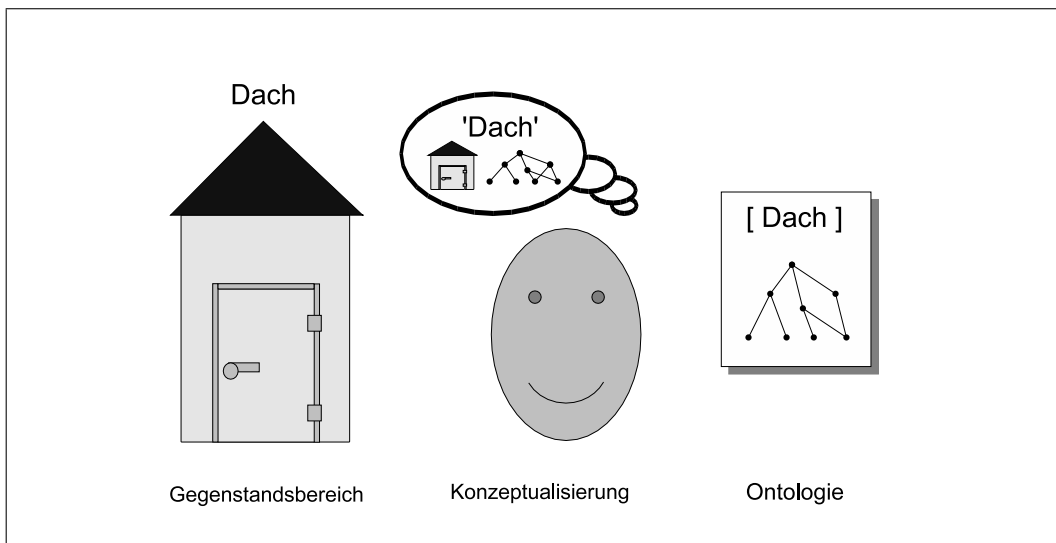 Dach
'Dach'
[ Dach ]
Gegenstandsbereich
Konzeptualisierung
Ontologie